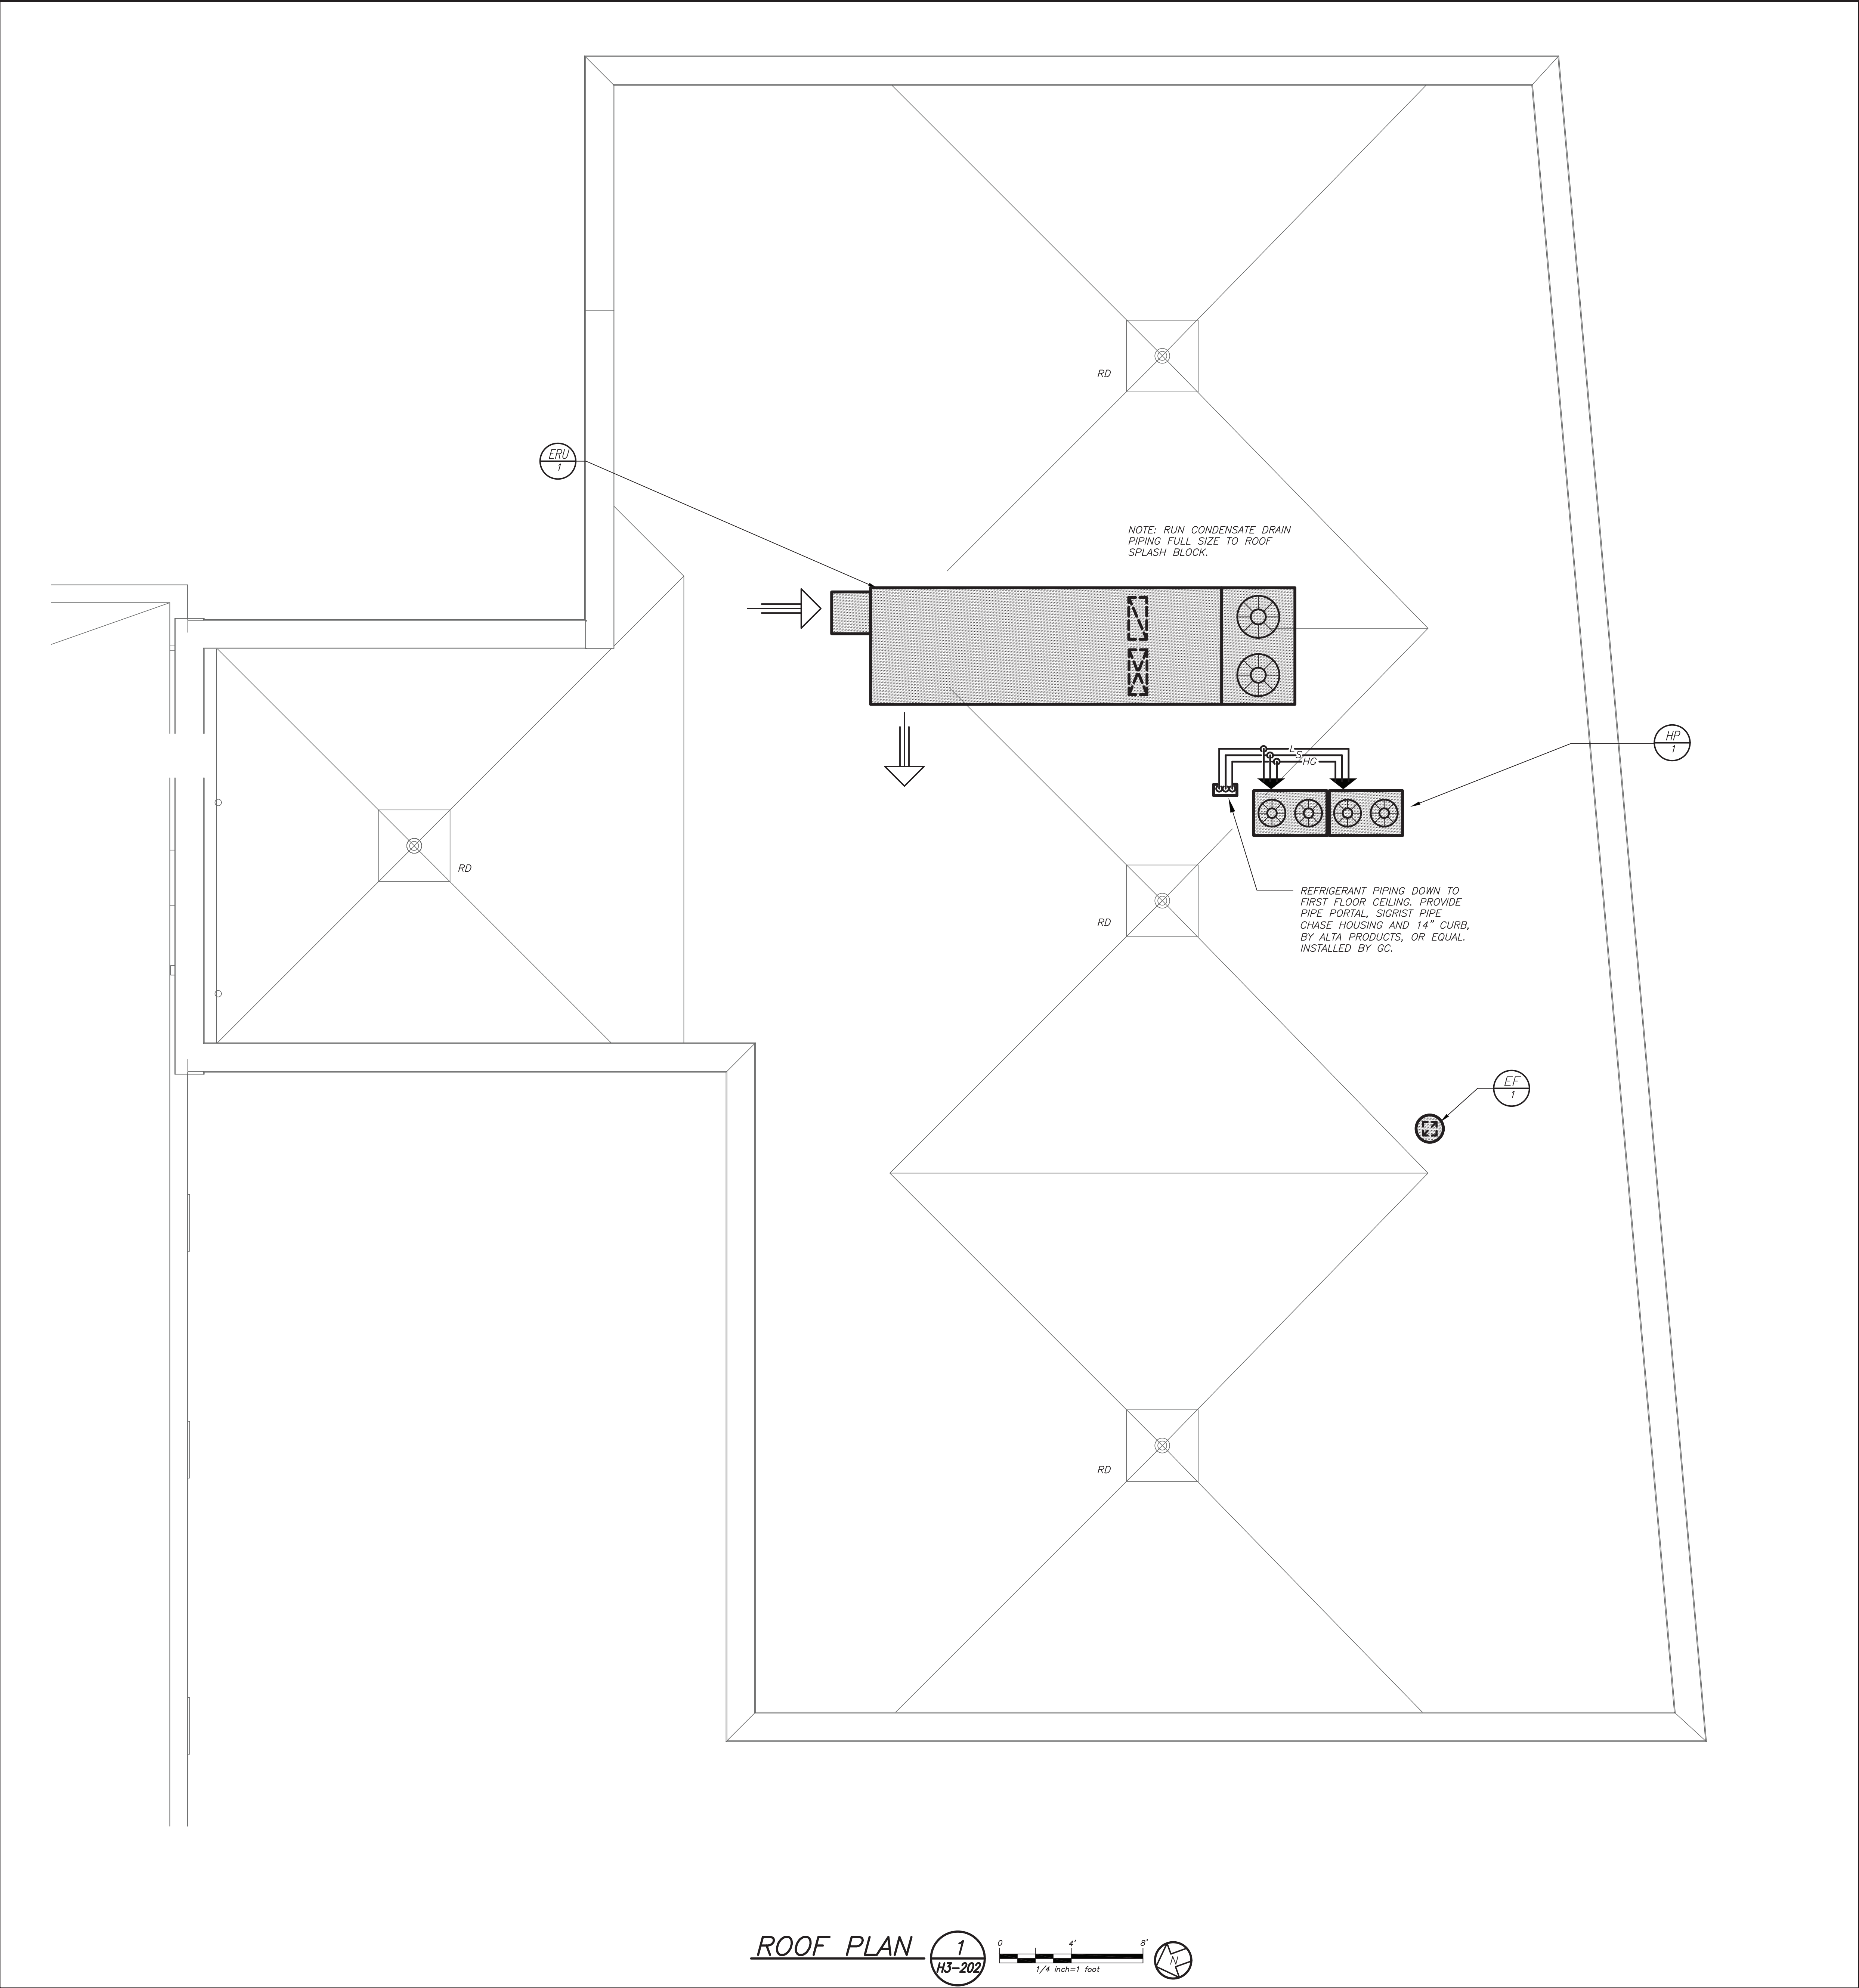 RD
ERU
1
NOTE: RUN CONDENSATE DRAIN
PIPING FULL SIZE TO ROOF
SPLASH BLOCK.
HP
1
L
S
HG
RD
REFRIGERANT PIPING DOWN TO
FIRST FLOOR CEILING. PROVIDE
PIPE PORTAL, SIGRIST PIPE
CHASE HOUSING AND 14" CURB,
BY ALTA PRODUCTS, OR EQUAL.
INSTALLED BY GC.
RD
EF
1
RD
ROOF PLAN
1
H3-202
0 4' 8'
1/4 inch=1 foot
N